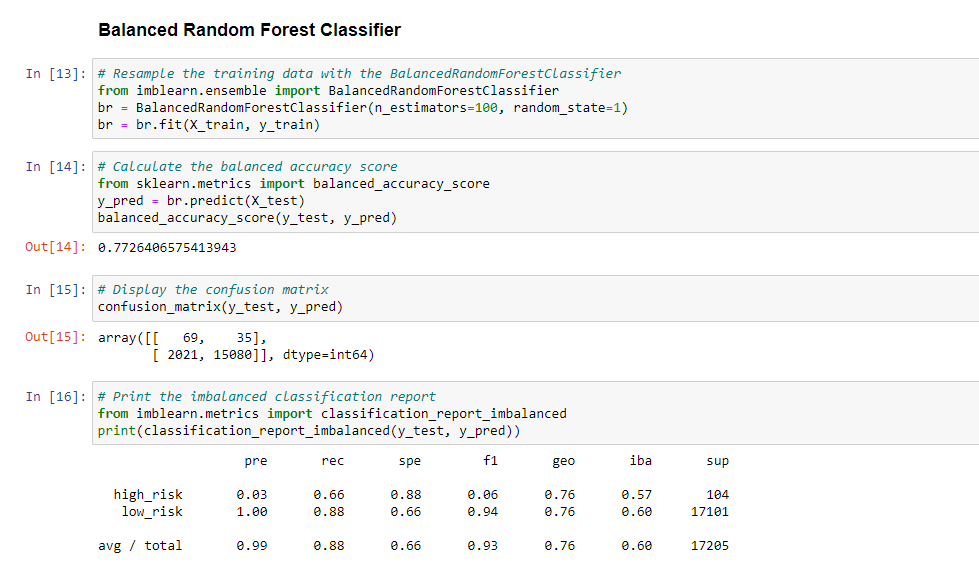 Balanced Random Forest Classifier
In [13]: # Resample the training data with the BalancedRandomForestClassifier
from imblearn.ensemble import BalancedRandomForestClassifier
br = BalancedRandomForestClassifier(n_estimators=100, random_state=1)
br = br.fit(X_train, y_train)
In [14]: # Calculate the balanced accuracy score
from sklearn.metrics import balanced_accuracy_score
y_pred = br.predict(X_test)
balanced_accuracy_score(y_test, y_pred)
Out[14]: 0.7726406575413943
In [15]: # Display the confusion matrix
confusion_matrix(y_test, y_pred)
Out[15]: array([[   69,    35],
       [ 2021, 15080]], dtype=int64)
In [16]: # Print the imbalanced classification report
from imblearn.metrics import classification_report_imbalanced
print(classification_report_imbalanced(y_test, y_pred))
pre rec spe f1 geo iba sup
high_risk 0.03 0.66 0.88 0.06 0.76 0.57 104
low_risk 1.00 0.88 0.66 0.94 0.76 0.60 17101
avg / total 0.99 0.88 0.66 0.93 0.76 0.60 17205